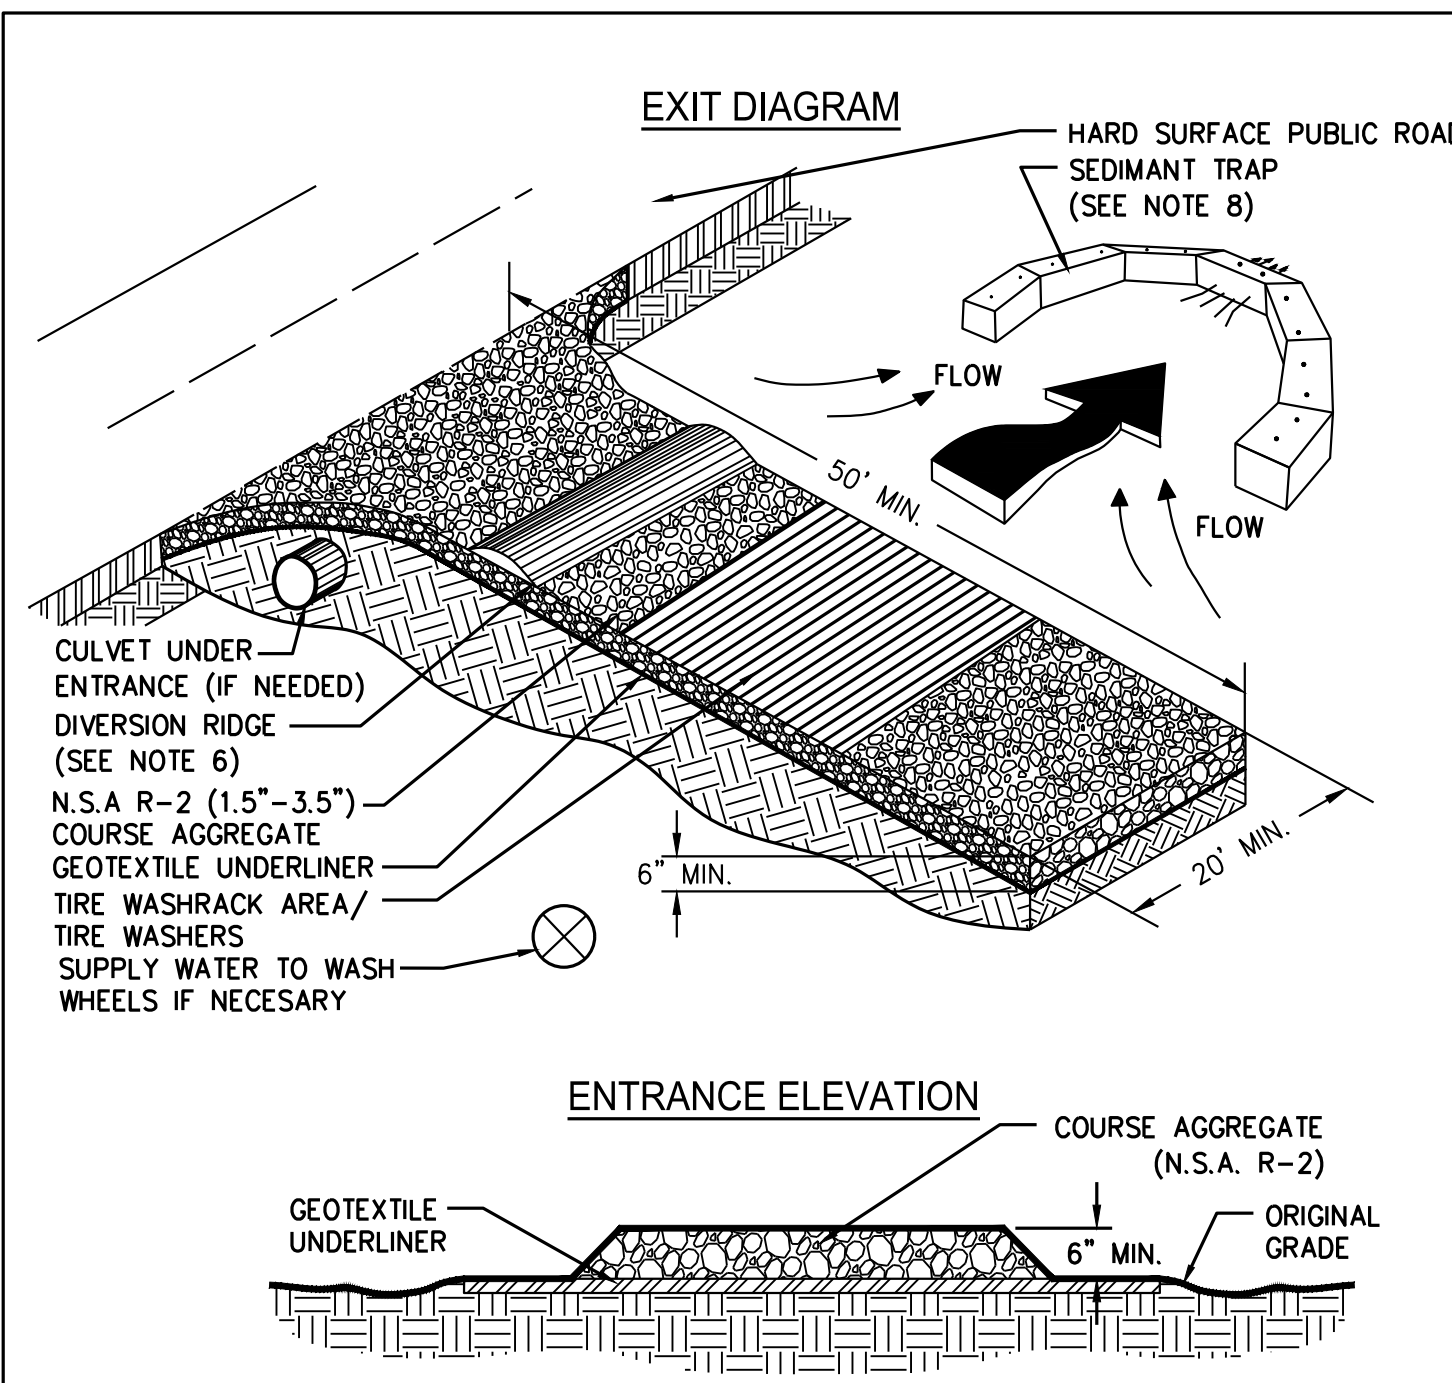 EXIT DIAGRAM
HARD SURFACE PUBLIC
SEDIMANT TRAP
(SEE NOTE 8)
FLOW
50' MIN.
FLOW
CULVET UNDER
ENTRANCE (IF NEEDED)
DIVERSION RIDGE
(SEE NOTE 6)
N.S.A R-2 (1.5"-3.5")
COURSE AGGREGATE
GEOTEXTILE UNDERLINER
TIRE WASHRACK AREA/
TIRE WASHERS
SUPPLY WATER TO WASH
WHEELS IF NECESARY
6" MIN.
20' MIN.
ENTRANCE ELEVATION
COURSE AGGREGATE
(N.S.A. R-2)
GEOTEXTILE
UNDERLINER
6" MIN.
ORIGINAL
GRADE